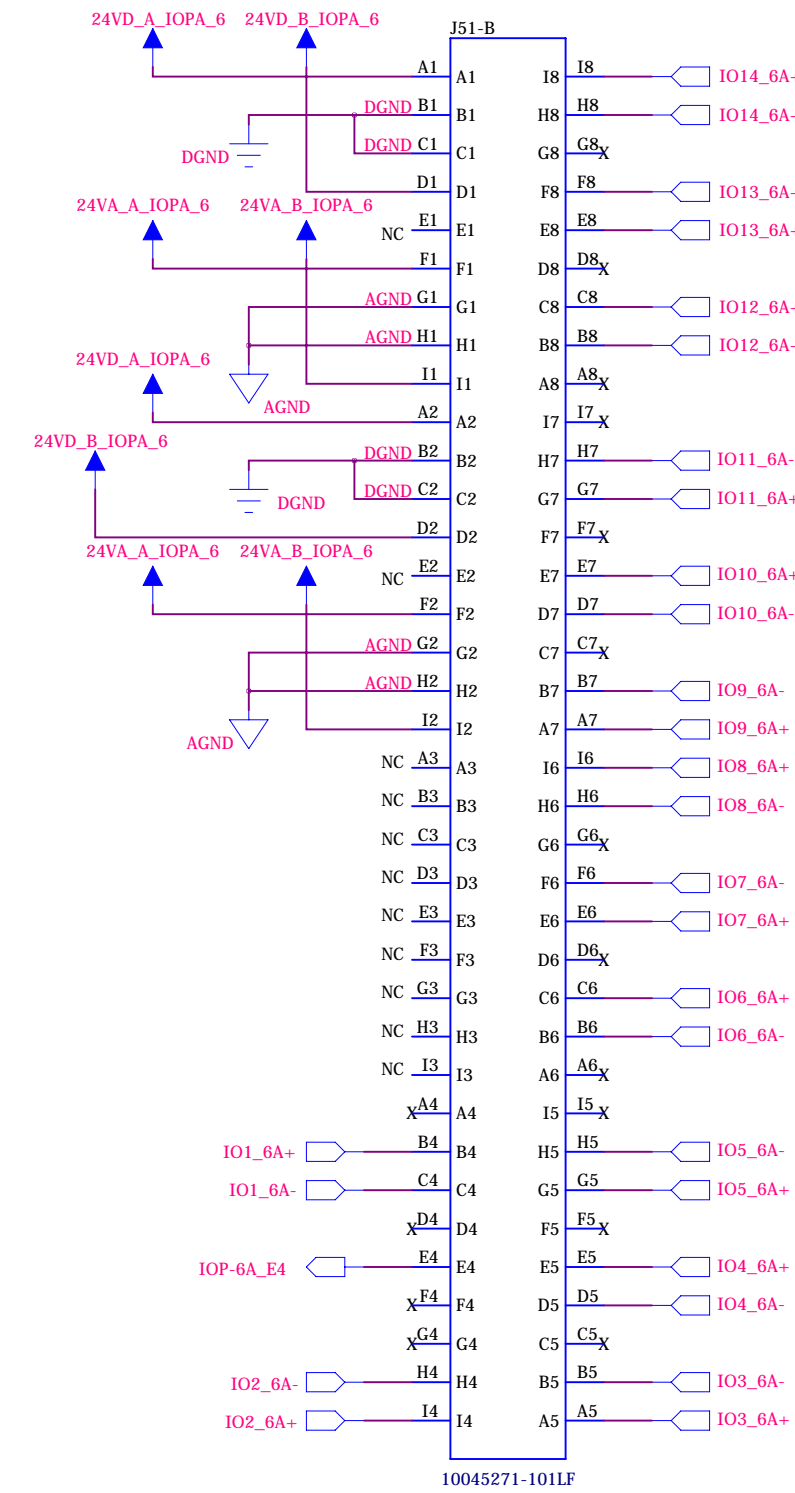 24VD_A_IOPA_6 24VD_B_IOPA_6
J51-B
A1 A1 I8 I8 IO14_6A-
DGND B1 B1 H8 H8 IO14_6A-
DGND DGND C1 C1 G8 G8 X
D1 D1 F8 F8 IO13_6A-
24VA_A_IOPA_6 24VA_B_IOPA_6
NC E1 E1 E8 E8 IO13_6A-
F1 F1 D8 D8 X
AGND G1 G1 C8 C8 IO12_6A-
AGND H1 H1 B8 B8 IO12_6A-
24VD_A_IOPA_6
I1 I1 A8 A8 X
AGND
A2 A2 I7 I7 X
24VD_B_IOPA_6
DGND B2 B2 H7 H7 IO11_6A-
DGND DGND C2 C2 G7 G7 IO11_6A+
D2 D2 F7 F7 X
24VA_A_IOPA_6 24VA_B_IOPA_6
NC E2 E2 E7 E7 IO10_6A+
F2 F2 D7 D7 IO10_6A-
AGND G2 G2 C7 C7 X
AGND H2 H2 B7 B7 IO9_6A-
I2 I2 A7 A7 IO9_6A+
AGND
NC A3 A3 I6 I6 IO8_6A+
NC B3 B3 H6 H6 IO8_6A-
NC C3 C3 G6 G6 X
NC D3 D3 F6 F6 IO7_6A-
NC E3 E3 E6 E6 IO7_6A+
NC F3 F3 D6 D6 X
NC G3 G3 C6 C6 IO6_6A+
NC H3 H3 B6 B6 IO6_6A-
NC I3 I3 A6 A6 X
X A4 A4 I5 I5 X
IO1_6A+ B4 B4 H5 H5 IO5_6A-
IO1_6A- C4 C4 G5 G5 IO5_6A+
X D4 D4 F5 F5 X
IOP-6A_E4 E4 E4 E5 E5 IO4_6A+
X F4 F4 D5 D5 IO4_6A-
X G4 G4 C5 C5 X
IO2_6A- H4 H4 B5 B5 IO3_6A-
IO2_6A+ I4 I4 A5 A5 IO3_6A+
10045271-101LF